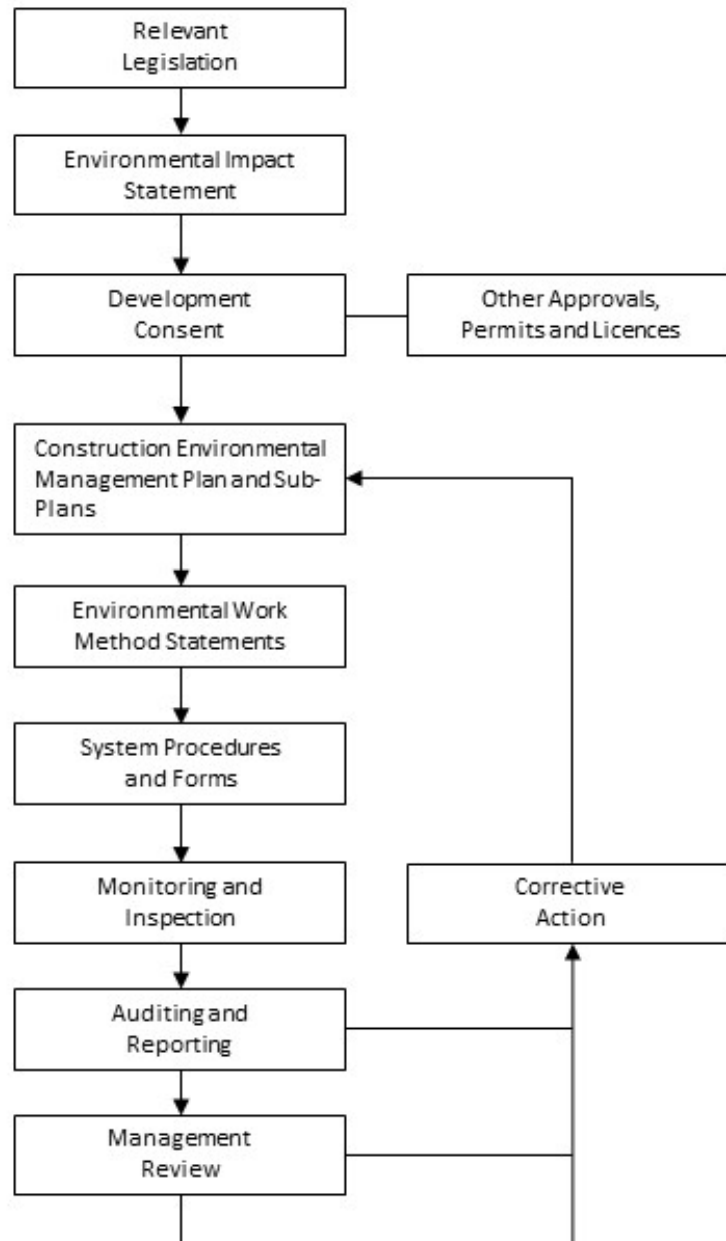 Relevant
Legislation
Environmental Impact
Statement
Development
Consent
Other Approvals,
Permits and Licences
Construction Environmental
Management Plan and Sub-
Plans
Environmental Work
Method Statements
System Procedures
and Forms
Monitoring and
Inspection
Corrective
Action
Auditing and
Reporting
Management
Review